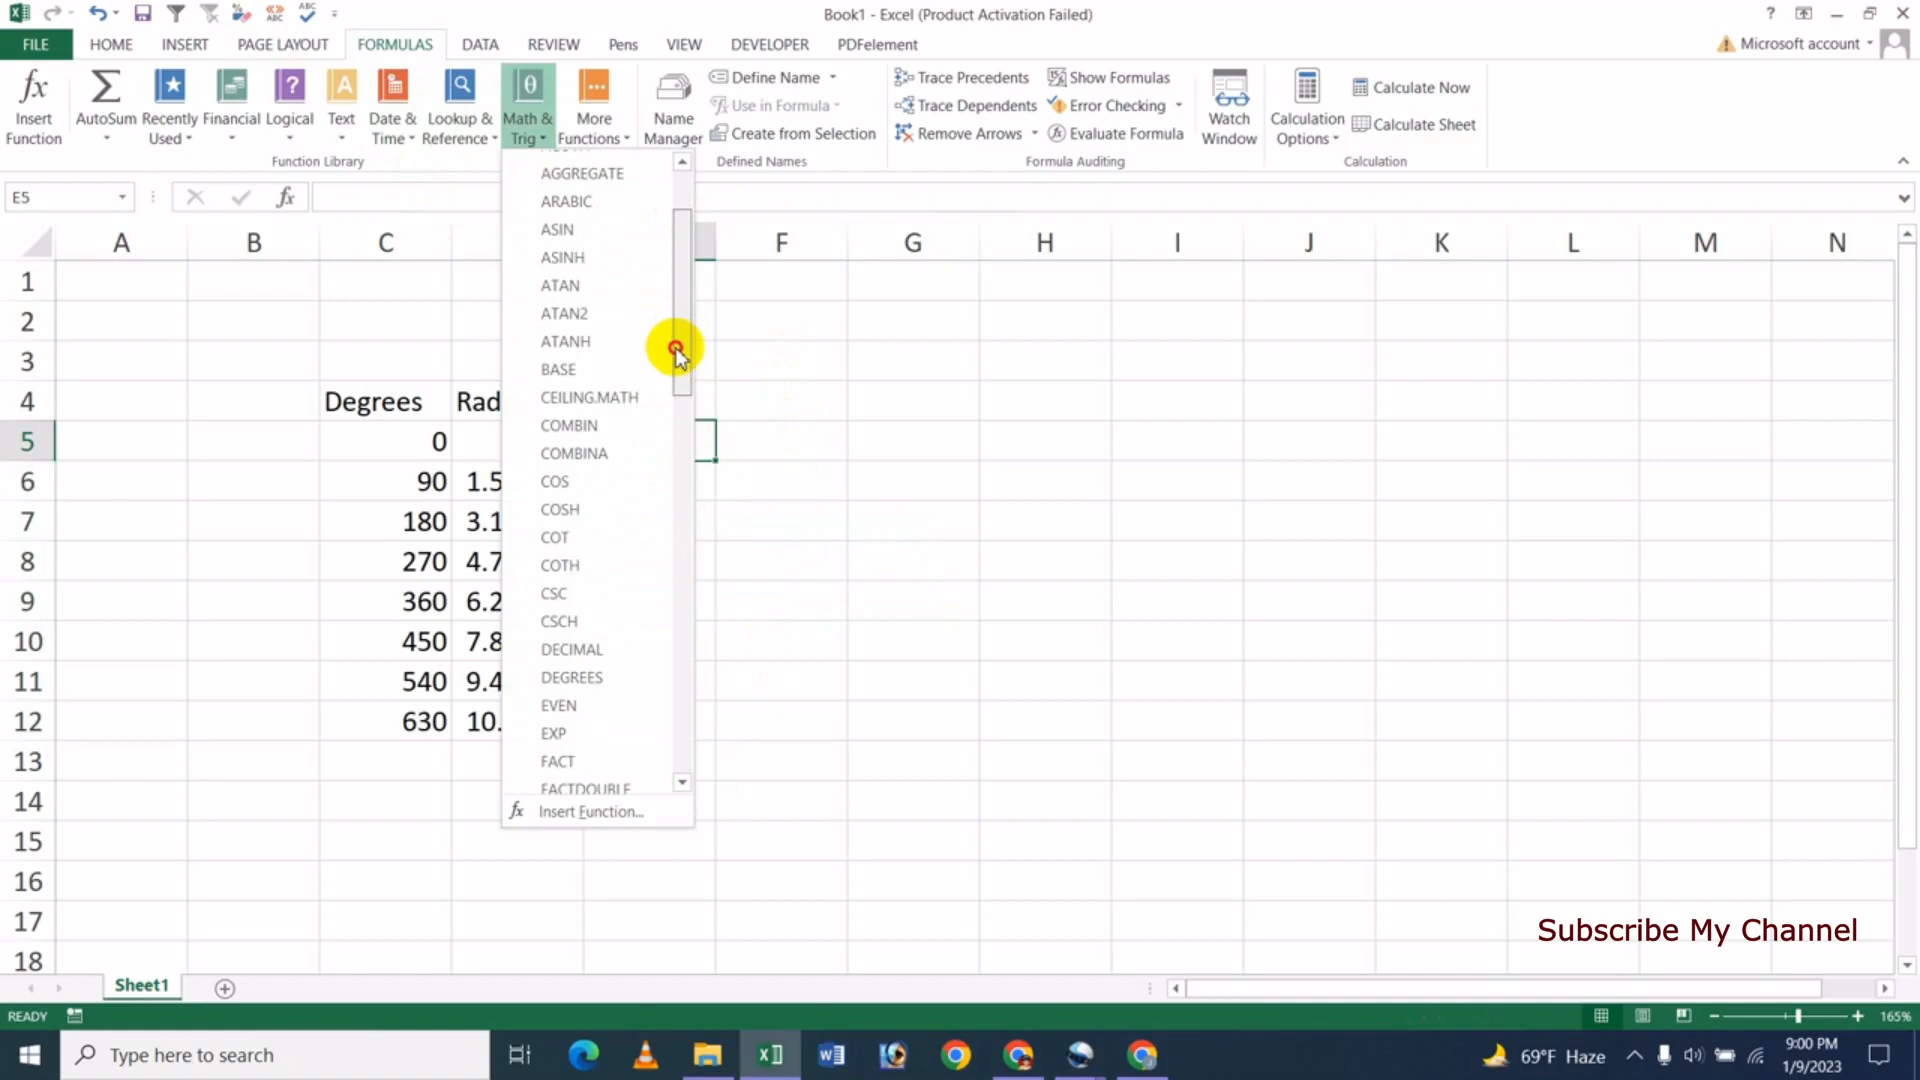 Book1 - Excel (Product Activation Failed)
FILE HOME INSERT PAGE LAYOUT FORMULAS DATA REVIEW Pens VIEW DEVELOPER PDFelement Microsoft account
Insert Function
AutoSum
Recently Used
Financial
Logical
Text
Date & Time
Lookup & Reference
Math & Trig
More Functions
Function Library
Name Manager
Define Name
Use in Formula
Create from Selection
Defined Names
Trace Precedents
Trace Dependents
Remove Arrows
Show Formulas
Error Checking
Evaluate Formula
Formula Auditing
Watch Window
Calculation Options
Calculate Now
Calculate Sheet
Calculation
E5
AGGREGATE
ARABIC
ASIN
ASINH
ATAN
ATAN2
ATANH
BASE
CEILING.MATH
COMBIN
COMBINA
COS
COSH
COT
COTH
CSC
CSCH
DECIMAL
DEGREES
EVEN
EXP
FACT
FACTDOUBLE
Insert Function...
A B C F G H I J K L M N
1
2
3
4 Degrees Rad
5 0
6 90 1.5
7 180 3.1
8 270 4.7
9 360 6.2
10 450 7.8
11 540 9.4
12 630 10.
13
14
15
16
17
18
Subscribe My Channel
Sheet1
READY
165%
Type here to search
69°F Haze
9:00 PM
1/9/2023